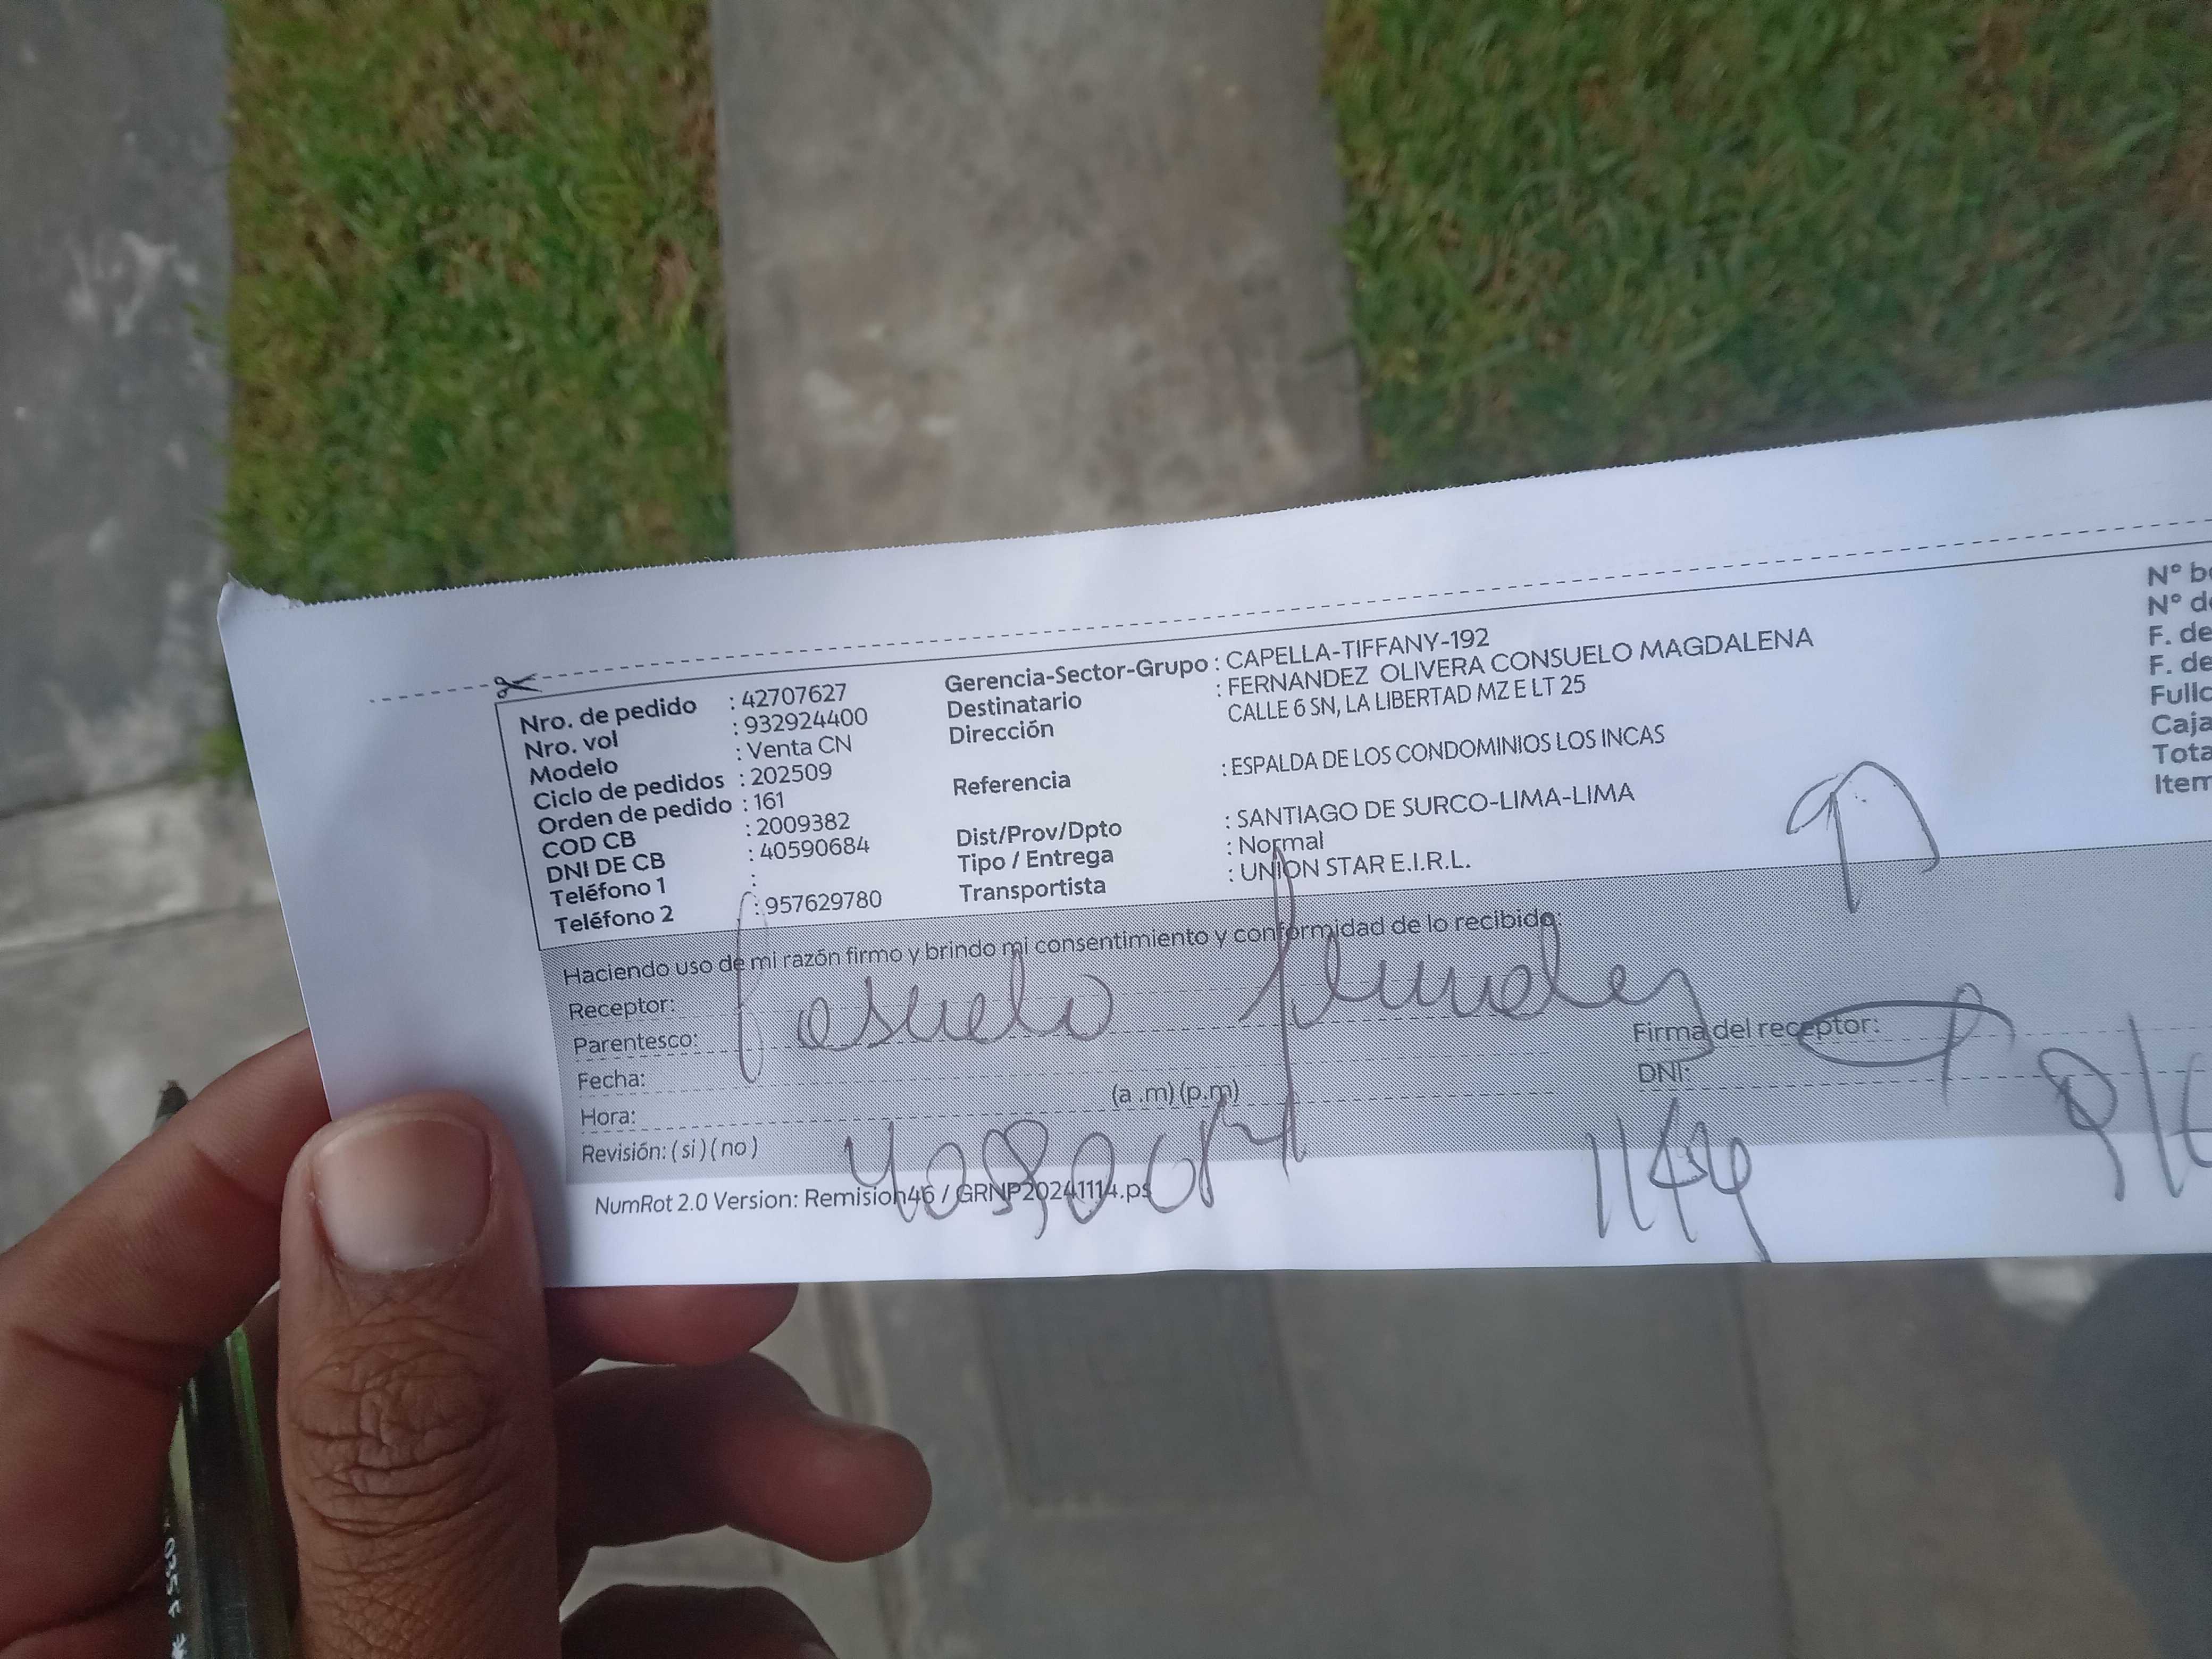 Nro. de pedido : 42707627
Nro. vol : 932924400
Modelo : Venta CN
Ciclo de pedidos : 202509
Orden de pedido : 161
COD CB : 2009382
DNI DE CB : 40590684
Teléfono 1 :
Teléfono 2 : 957629780
Gerencia-Sector-Grupo : CAPELLA-TIFFANY-192
Destinatario : FERNANDEZ OLIVERA CONSUELO MAGDALENA
Dirección CALLE 6 SN, LA LIBERTAD MZ E LT 25
Referencia : ESPALDA DE LOS CONDOMINIOS LOS INCAS
Dist/Prov/Dpto : SANTIAGO DE SURCO-LIMA-LIMA
Tipo / Entrega : Normal
Transportista : UNION STAR E.I.R.L.
N° b
N° d
F. de
F. de
Fullc
Caja
Tota
Item
Haciendo uso de mi razón firmo y brindo mi consentimiento y conformidad de lo recibido:
Receptor:
Parentesco:
Fecha:
Hora: (a .m) (p.m)
Revisión: ( si ) ( no )
Firma del receptor:
DNI:
NumRot 2.0 Version: Remision46 / GRNP20241114.ps